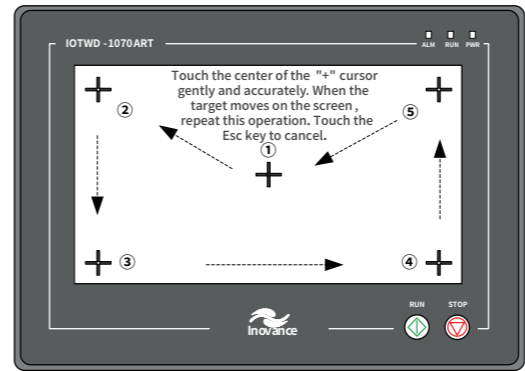 IOTWD -1070ART
ALM RUN PWR
Touch the center of the "+" cursor
gently and accurately. When the
target moves on the screen ,
repeat this operation. Touch the
Esc key to cancel.
①
②
⑤
③
④
RUN STOP
Inovance